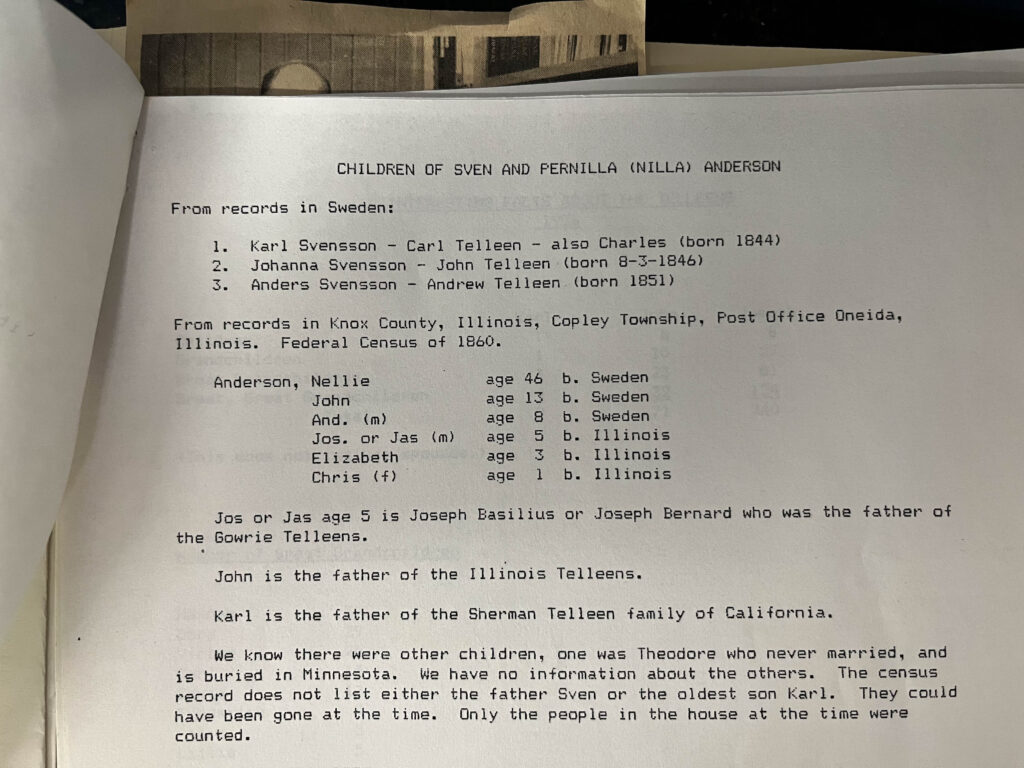 CHILDREN OF SVEN AND PERNILLA (NILLA) ANDERSON
From records in Sweden:
1. Karl Svensson - Carl Telleen - also Charles (born 1844)
2. Johanna Svensson - John Telleen (born 8-3-1846)
3. Anders Svensson - Andrew Telleen (born 1851)
From records in Knox County, Illinois, Copley Township, Post Office Oneida,
Illinois. Federal Census of 1860.
Anderson, Nellie age 46 b. Sweden
John age 13 b. Sweden
And. (m) age 8 b. Sweden
Jos. or Jas (m) age 5 b. Illinois
Elizabeth age 3 b. Illinois
Chris (f) age 1 b. Illinois
Jos or Jas age 5 is Joseph Basilius or Joseph Bernard who was the father of
the Gowrie Telleens.
John is the father of the Illinois Telleens.
Karl is the father of the Sherman Telleen family of California.
We know there were other children, one was Theodore who never married, and
is buried in Minnesota. We have no information about the others. The census
record does not list either the father Sven or the oldest son Karl. They could
have been gone at the time. Only the people in the house at the time were
counted.